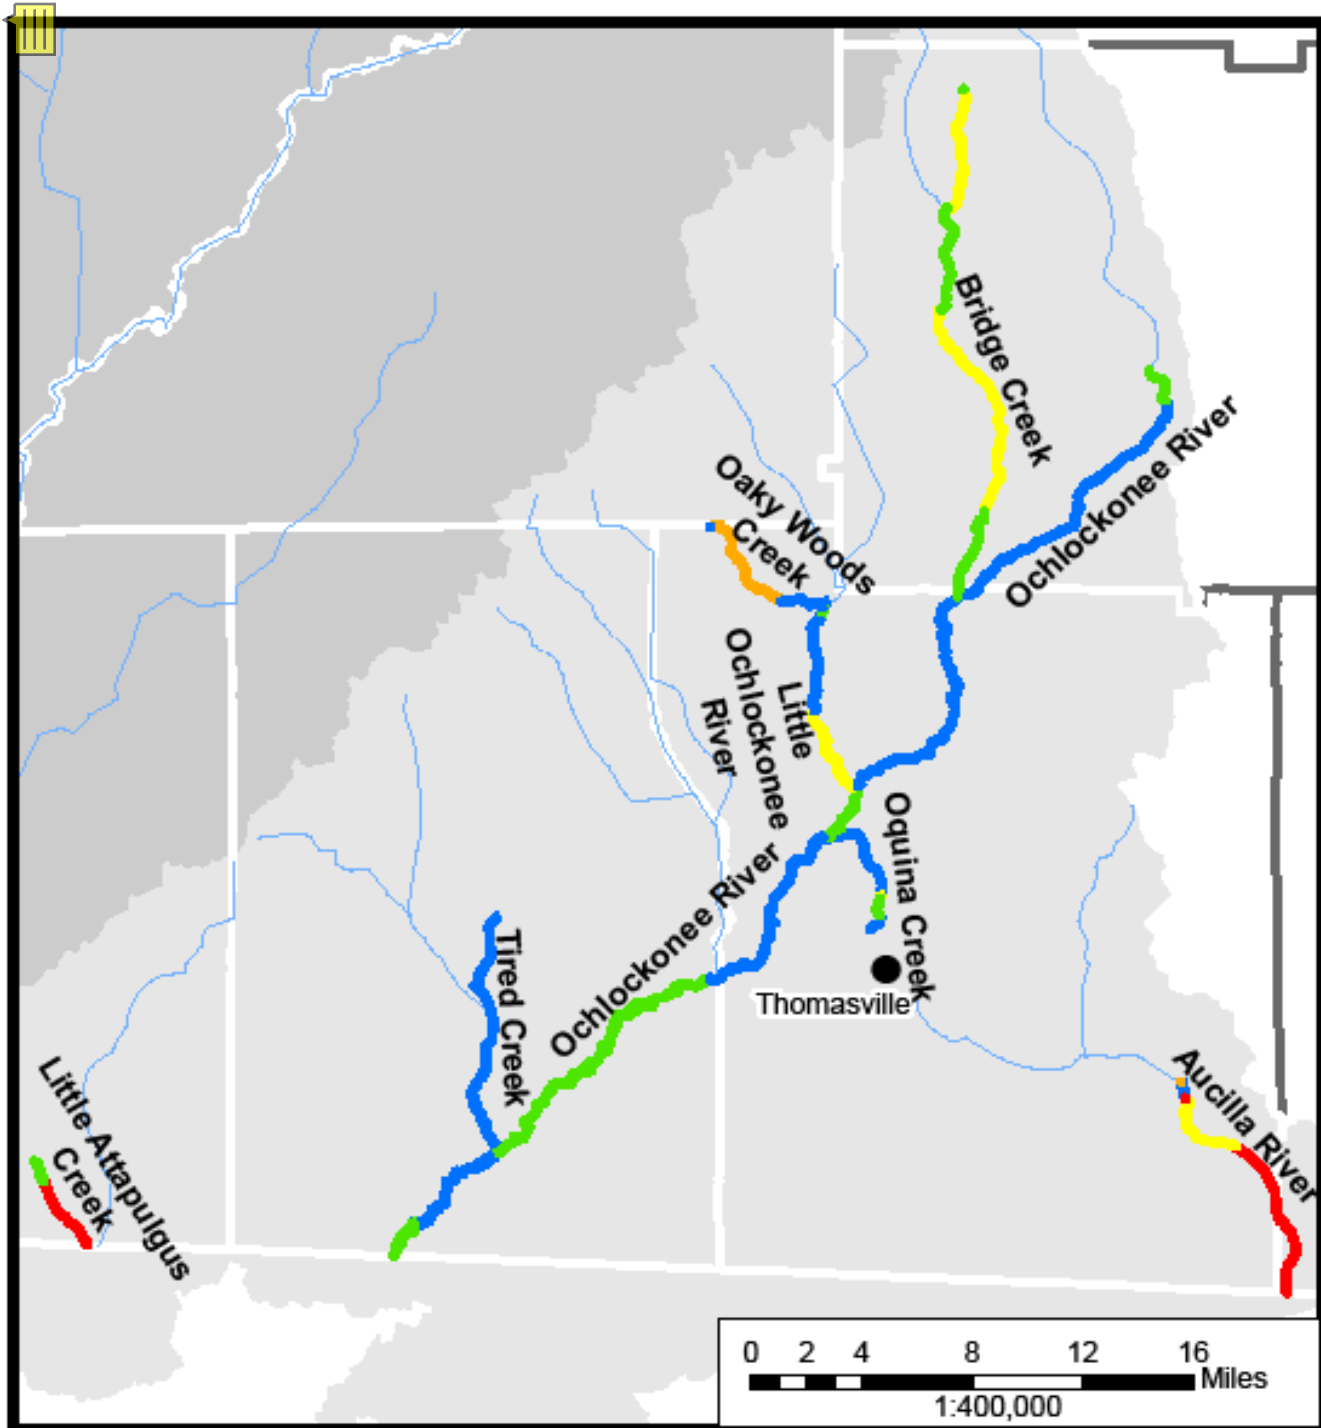 Bridge Creek
Ochlockonee River
Oaky Woods
Creek
Little
Ochlockonee
River
Oquina Creek
Ochlockonee River
Tired Creek
Thomasville
Little Attapulgus
Creek
Aucilla River
0 2 4 8 12 16
Miles
1:400,000